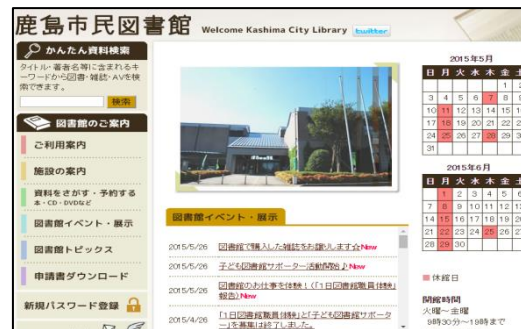 鹿島市民図書館 Welcome Kashima City Library twitter
かんたん資料検索
タイトル・著者名等に含まれるキ
ーワードから図書・雑誌・AVを検
索できます。
検索
図書館のご案内
ご利用案内
施設の案内
資料をさがす・予約する
本・CD・DVDなど
図書館イベント・展示
図書館トピックス
申請書ダウンロード
新規パスワード登録
図書館イベント・展示
2015/5/26 図書館で購入した雑誌をお譲りします☆New
2015/5/26 子ども図書館サポーター活動開始♪New
2015/5/26 図書館のお仕事を体験！（「1日図書館職員体験」
報告）New
2015/4/26 「1日図書館職員体験」と「子ども図書館サポータ
ー」を募集は終了しました。
2015年5月
日 月 火 水 木 金 土
1 2
3 4 5 6 7 8 9
10 11 12 13 14 15 16
17 18 19 20 21 22 23
24 25 26 27 28 29 30
31
2015年6月
日 月 火 水 木 金 土
1 2 3 4 5 6
7 8 9 10 11 12 13
14 15 16 17 18 19 20
21 22 23 24 25 26 27
28 29 30
休館日
開館時間
火曜～金曜
9時30分～19時まで